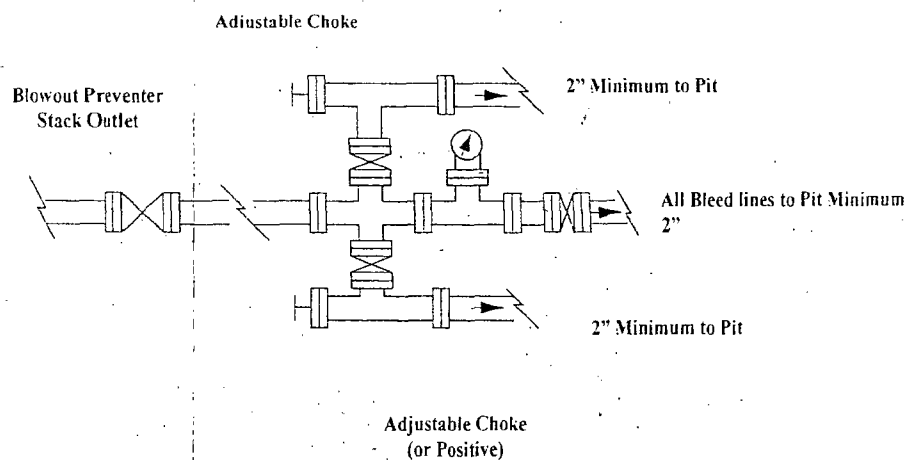 Adjustable Choke
Blowout Preventer
Stack Outlet
2” Minimum to Pit
All Bleed lines to Pit Minimum
2”
2” Minimum to Pit
Adjustable Choke
(or Positive)